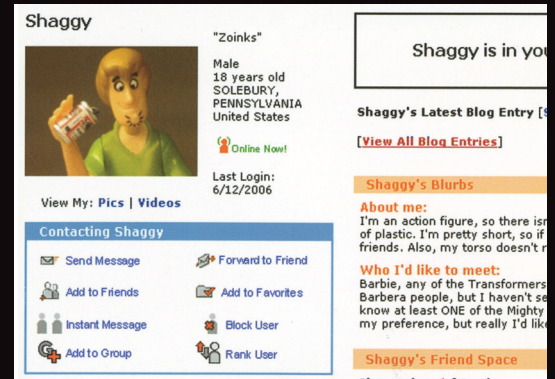 Shaggy
"Zoinks"
Male
18 years old
SOLEBURY,
PENNSYLVANIA
United States
Online Now!
Last Login:
6/12/2006
View My: Pics | Videos
Contacting Shaggy
Send Message
Forward to Friend
Add to Friends
Add to Favorites
Instant Message
Block User
Add to Group
Rank User
Shaggy is in you
Shaggy's Latest Blog Entry [
[View All Blog Entries]
Shaggy's Blurbs
About me:
I'm an action figure, so there isn
of plastic. I'm pretty short, so if
friends. Also, my torso doesn't
Who I'd like to meet:
Barbie, any of the Transformers
Barbera people, but I haven't se
know at least ONE of the Mighty
my preference, but really I'd like
Shaggy's Friend Space